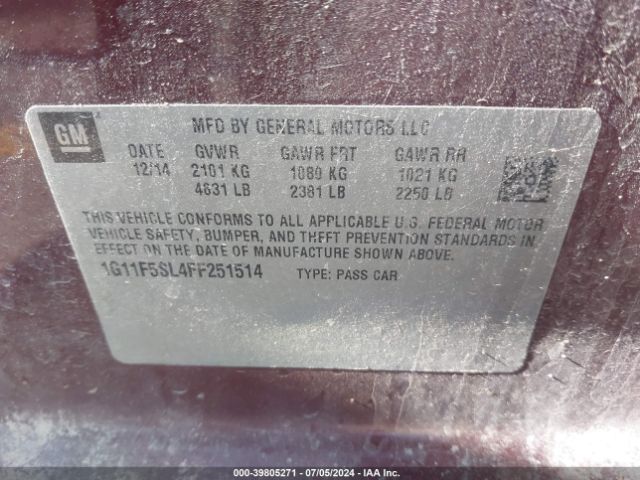 GM
MFD BY GENERAL MOTORS LLC
DATE GVWR GAWR FRT GAWR RR
12/14 2101 KG 1080 KG 1021 KG
4631 LB 2381 LB 2250 LB
THIS VEHICLE CONFORMS TO ALL APPLICABLE U.S. FEDERAL MOTOR
VEHICLE SAFETY, BUMPER, AND THEFT PREVENTION STANDARDS IN
EFFECT ON THE DATE OF MANUFACTURE SHOWN ABOVE.
1G11F5SL4FF251514 TYPE: PASS CAR
000-39805271 / 07/05/2024 - IAA Inc.